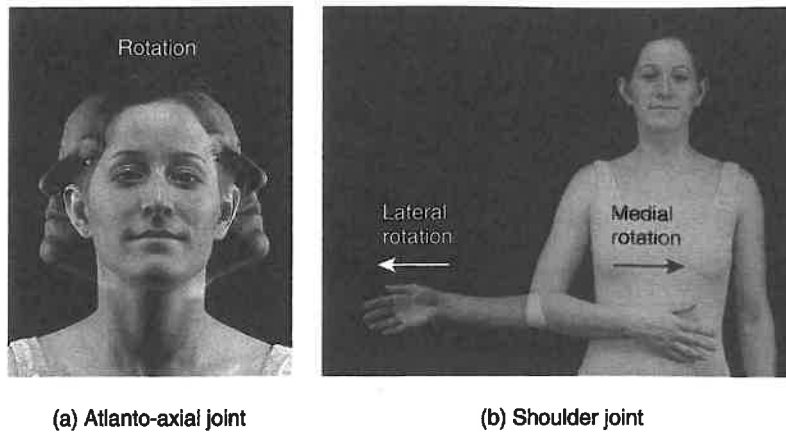 Rotation
Lateral
rotation
Medial
rotation
(a) Atlanto-axial joint
(b) Shoulder joint